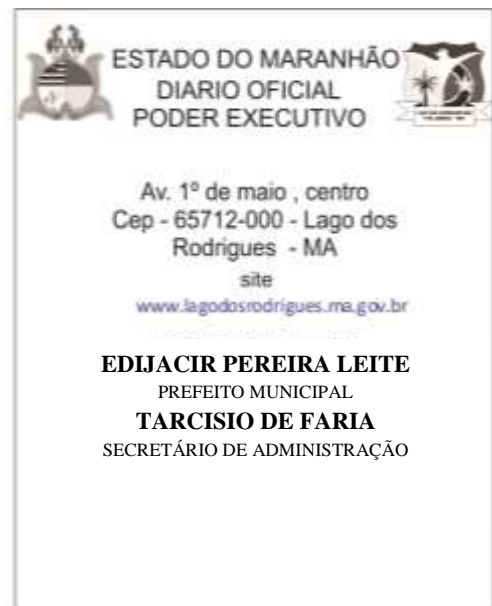 ESTADO DO MARANHÃO
DIARIO OFICIAL
PODER EXECUTIVO
Av. 1º de maio , centro
Cep - 65712-000 - Lago dos
Rodrigues - MA
site
www.lagodosrodrigues.ma.gov.br
EDIJACIR PEREIRA LEITE
PREFEITO MUNICIPAL
TARCISIO DE FARIA
SECRETÁRIO DE ADMINISTRAÇÃO